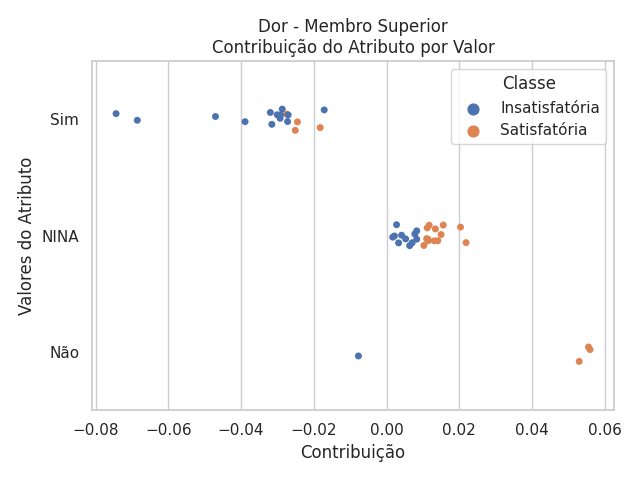 Dor - Membro Superior
Contribuição do Atributo por Valor
Classe
Insatisfatória
Satisfatória
Valores do Atributo
Sim
NINA
Não
−0.08 −0.06 −0.04 −0.02 0.00 0.02 0.04 0.06
Contribuição